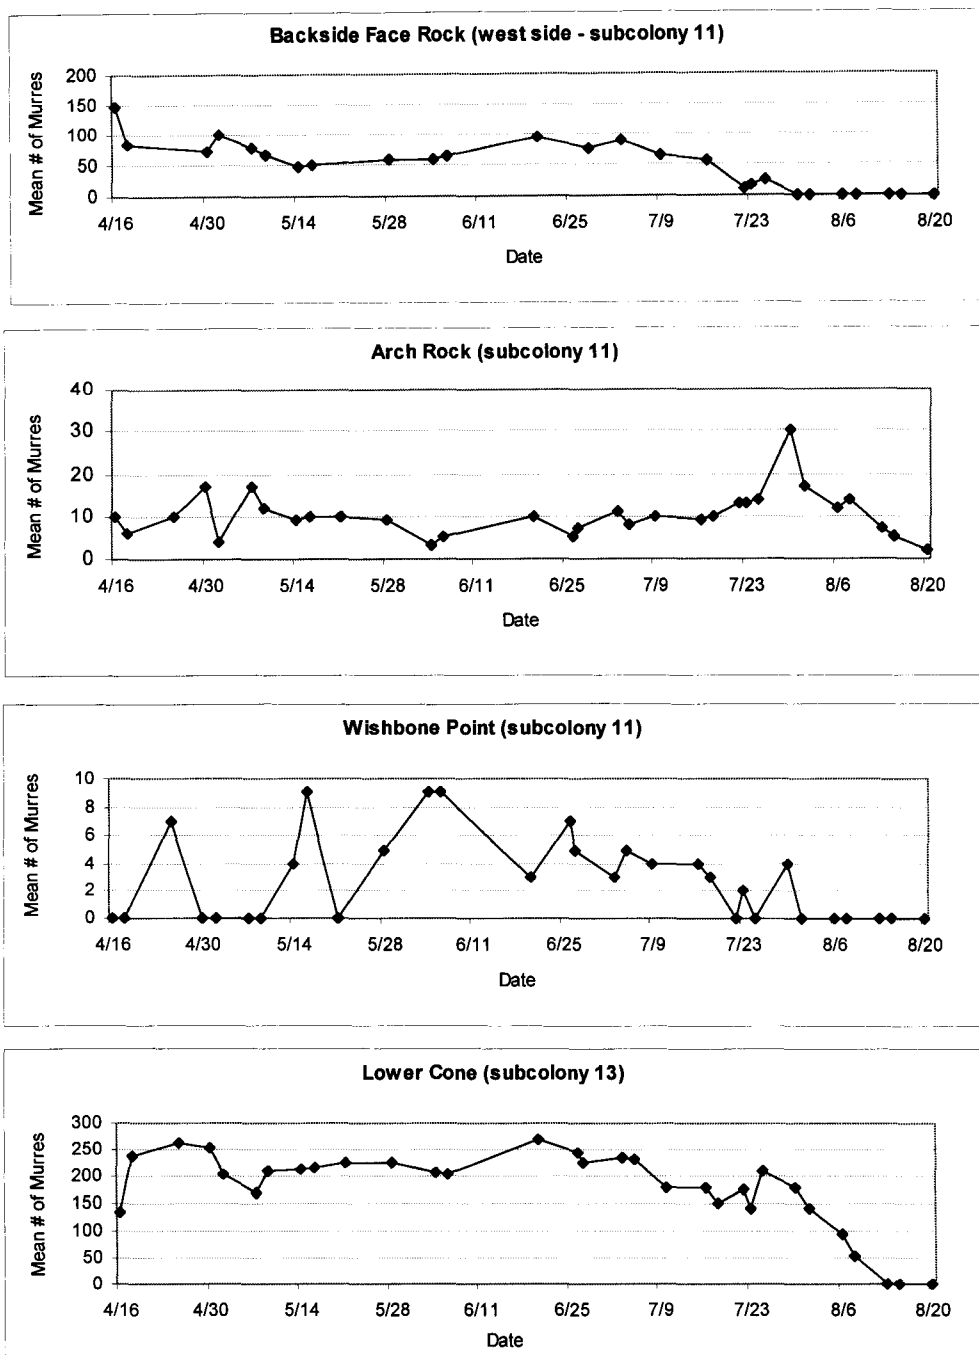 Backside Face Rock (west side - subcolony 11)
Mean # of Murres
200
150
100
50
0
4/16 4/30 5/14 5/28 6/11 6/25 7/9 7/23 8/6 8/20
Date
Arch Rock (subcolony 11)
Mean # of Murres
40
30
20
10
0
4/16 4/30 5/14 5/28 6/11 6/25 7/9 7/23 8/6 8/20
Date
Wishbone Point (subcolony 11)
Mean # of Murres
10
8
6
4
2
0
4/16 4/30 5/14 5/28 6/11 6/25 7/9 7/23 8/6 8/20
Date
Lower Cone (subcolony 13)
Mean # of Murres
300
250
200
150
100
50
0
4/16 4/30 5/14 5/28 6/11 6/25 7/9 7/23 8/6 8/20
Date